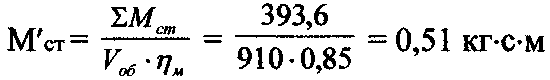 M′ст = ΣMст / Vоб · ηм = 393,6 / 910·0,85 = 0,51 кг·с·м